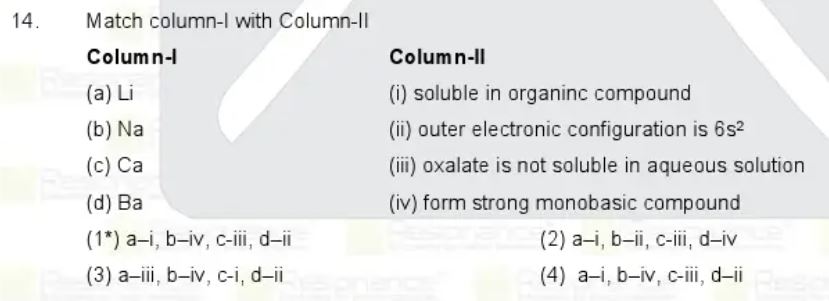 14. Match column-I with Column-II
Column-I Column-II
(a) Li (i) soluble in organinc compound
(b) Na (ii) outer electronic configuration is 6s²
(c) Ca (iii) oxalate is not soluble in aqueous solution
(d) Ba (iv) form strong monobasic compound
(1*) a–i, b–iv, c-iii, d–ii (2) a–i, b–ii, c-iii, d–iv
(3) a–iii, b–iv, c-i, d–ii (4) a–i, b–iv, c-iii, d–ii